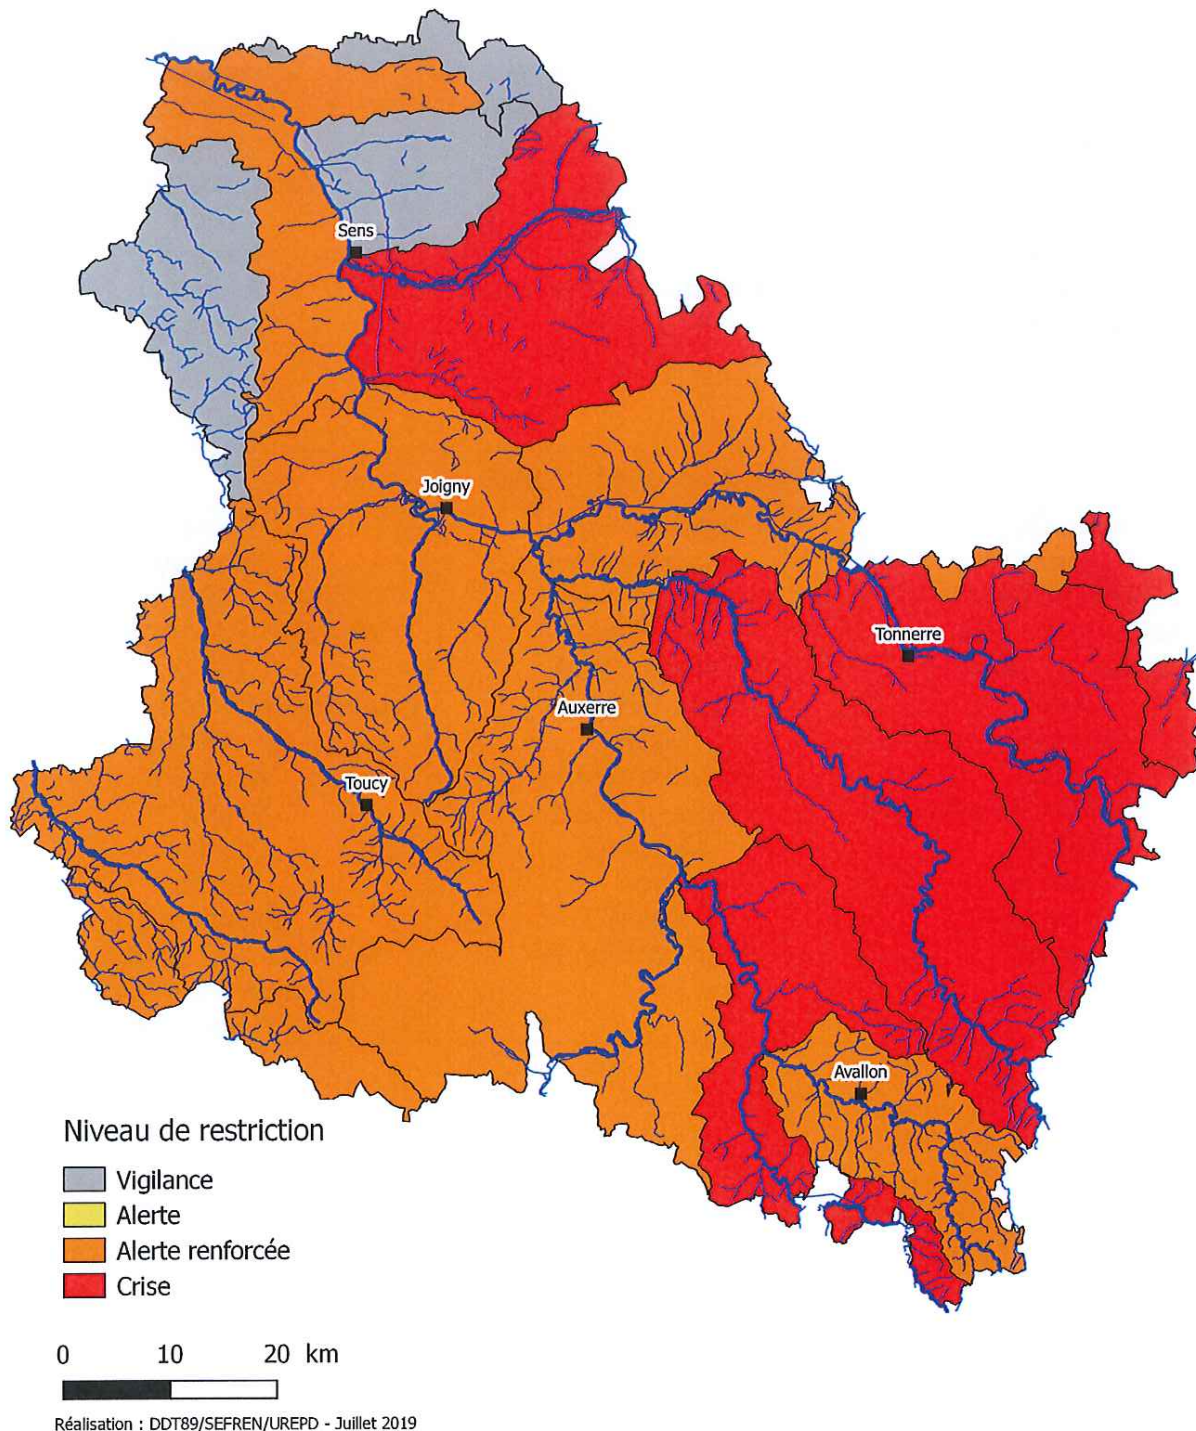 Sens
Joigny
Tonnerre
Auxerre
Toucy
Avallon
Niveau de restriction
Vigilance
Alerte
Alerte renforcée
Crise
0 10 20 km
Réalisation : DDT89/SEFREN/UREPD - Juillet 2019